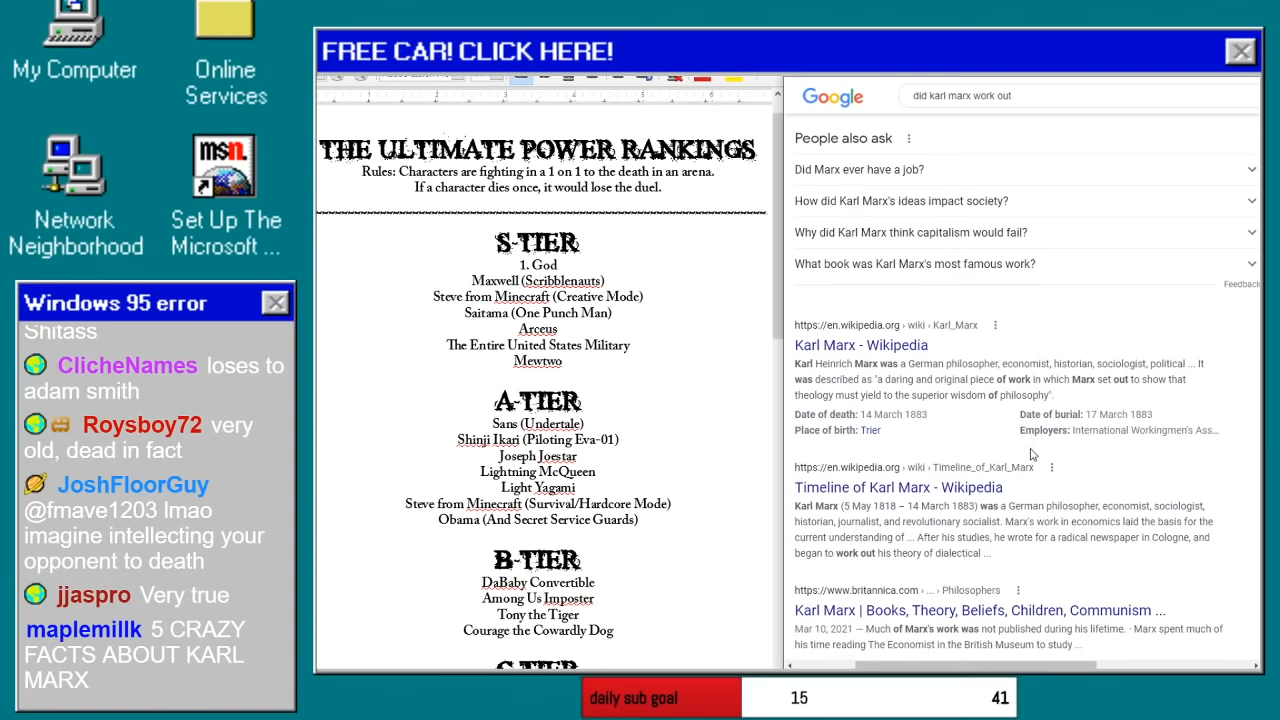 My Computer
Online
Services
Network
Neighborhood
msn.
Set Up The
Microsoft ...
Windows 95 error
Shitass
ClicheNames loses to
adam smith
Roysboy72 very
old, dead in fact
JoshFloorGuy
@fmave1203 lmao
imagine intellecting your
opponent to death
jjaspro Very true
maplemillk 5 CRAZY
FACTS ABOUT KARL
MARX
FREE CAR! CLICK HERE!
1 2 3 4 5 6
THE ULTIMATE POWER RANKINGS
Rules: Characters are fighting in a 1 on 1 to the death in an arena.
If a character dies once, it would lose the duel.
S-TIER
1. God
Maxwell (Scribblenauts)
Steve from Minecraft (Creative Mode)
Saitama (One Punch Man)
Arceus
The Entire United States Military
Mewtwo
A-TIER
Sans (Undertale)
Shinji Ikari (Piloting Eva-01)
Joseph Joestar
Lightning McQueen
Light Yagami
Steve from Minecraft (Survival/Hardcore Mode)
Obama (And Secret Service Guards)
B-TIER
DaBaby Convertible
Among Us Imposter
Tony the Tiger
Courage the Cowardly Dog
Google
did karl marx work out
People also ask
Did Marx ever have a job?
How did Karl Marx's ideas impact society?
Why did Karl Marx think capitalism would fail?
What book was Karl Marx's most famous work?
Feedback
https://en.wikipedia.org › wiki › Karl_Marx
Karl Marx - Wikipedia
Karl Heinrich Marx was a German philosopher, economist, historian, sociologist, political ... It
was described as "a daring and original piece of work in which Marx set out to show that
theology must yield to the superior wisdom of philosophy".
Date of death: 14 March 1883 Date of burial: 17 March 1883
Place of birth: Trier Employers: International Workingmen's Ass...
https://en.wikipedia.org › wiki › Timeline_of_Karl_Marx
Timeline of Karl Marx - Wikipedia
Karl Marx (5 May 1818 – 14 March 1883) was a German philosopher, economist, sociologist,
historian, journalist, and revolutionary socialist. Marx's work in economics laid the basis for the
current understanding of ... After his studies, he wrote for a radical newspaper in Cologne, and
began to work out his theory of dialectical ...
https://www.britannica.com › ... › Philosophers
Karl Marx | Books, Theory, Beliefs, Children, Communism ...
Mar 10, 2021 — Much of Marx's work was not published during his lifetime. · Marx spent much of
his time reading The Economist in the British Museum to study ...
daily sub goal 15 41